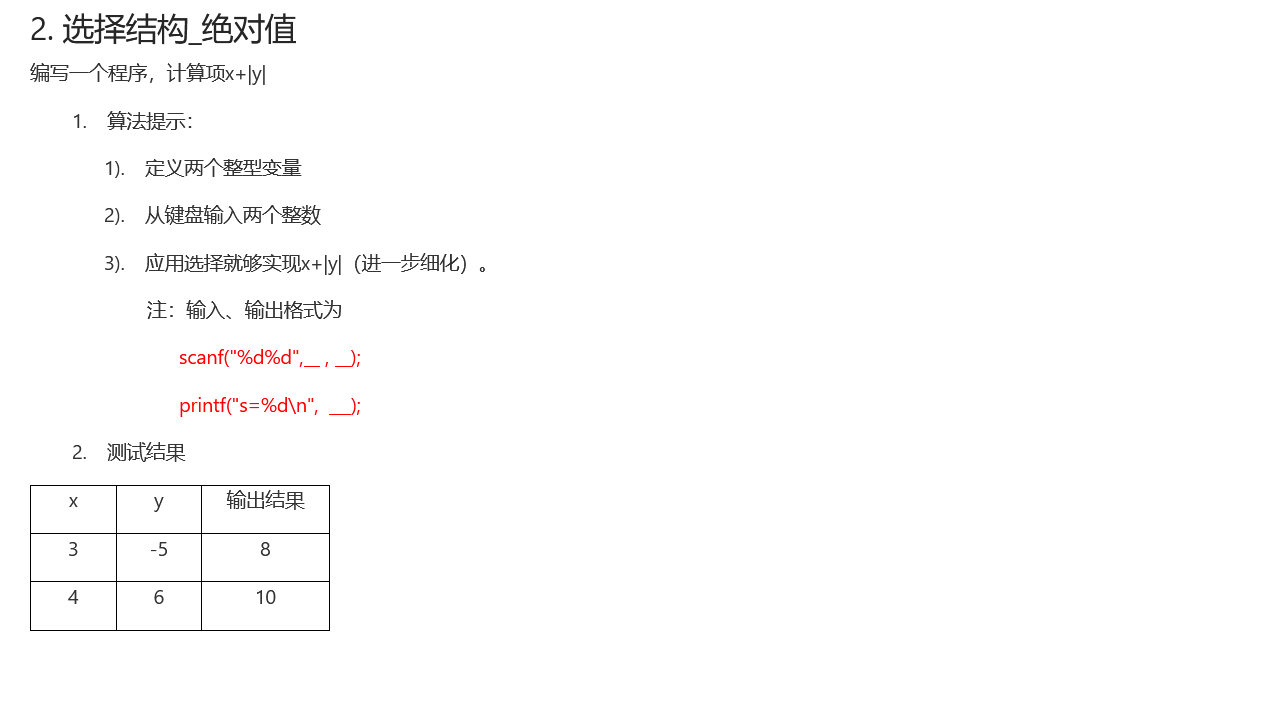 2. 选择结构_绝对值
编写一个程序，计算项x+|y|
1. 算法提示：
1). 定义两个整型变量
2). 从键盘输入两个整数
3). 应用选择就够实现x+|y|（进一步细化）。
注：输入、输出格式为
scanf("%d%d",__ , __);
printf("s=%d\n", ___);
2. 测试结果
x y 输出结果
3 -5 8
4 6 10